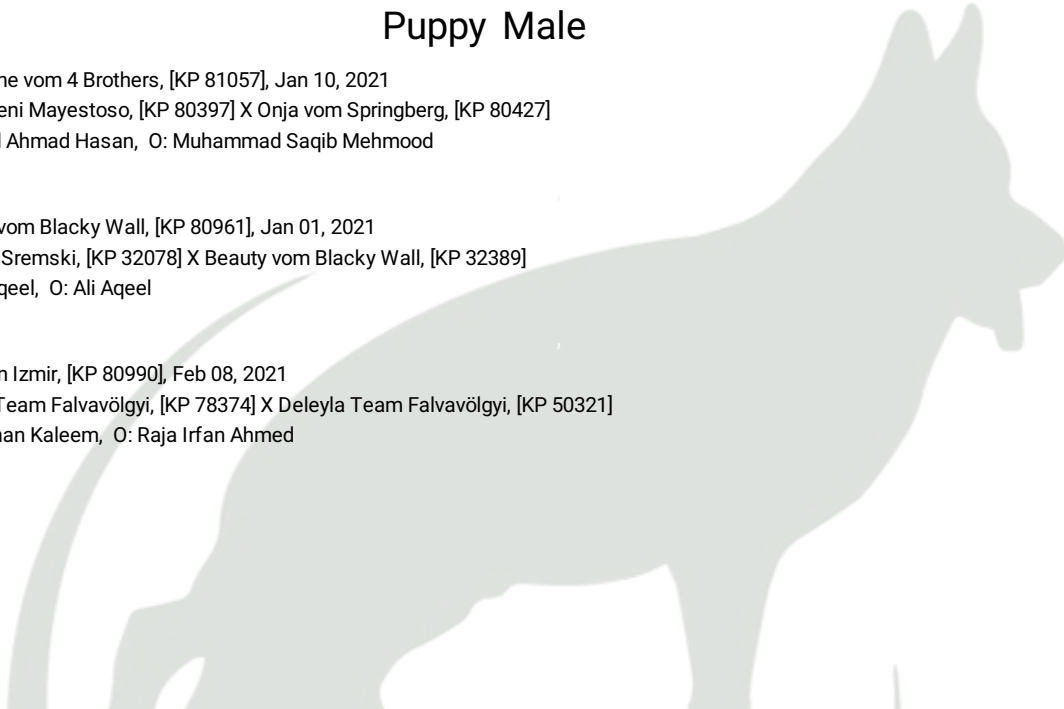 Puppy Male
ne vom 4 Brothers, [KP 81057], Jan 10, 2021
eni Mayestoso, [KP 80397] X Onja vom Springberg, [KP 80427]
Ahmad Hasan, O: Muhammad Saqib Mehmood
vom Blacky Wall, [KP 80961], Jan 01, 2021
Sremski, [KP 32078] X Beauty vom Blacky Wall, [KP 32389]
qeel, O: Ali Aqeel
Izmir, [KP 80990], Feb 08, 2021
Team Falvavölgyi, [KP 78374] X Deleyla Team Falvavölgyi, [KP 50321]
an Kaleem, O: Raja Irfan Ahmed